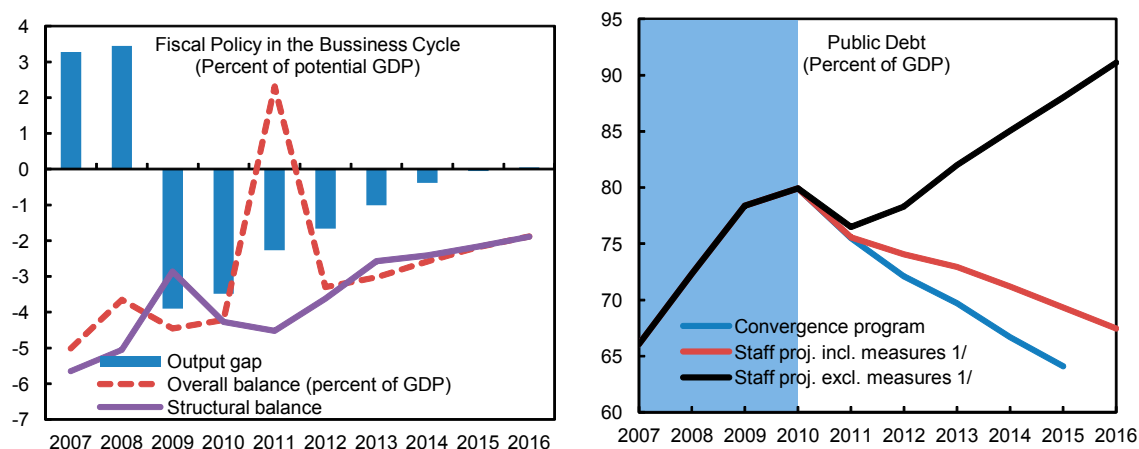 Fiscal Policy in the Bussiness Cycle
(Percent of potential GDP)
4
3
2
1
0
-1
-2
-3
-4
-5
-6
-7
Output gap
Overall balance (percent of GDP)
Structural balance
2007 2008 2009 2010 2011 2012 2013 2014 2015 2016
Public Debt
(Percent of GDP)
95
90
85
80
75
70
65
60
Convergence program
Staff proj. incl. measures 1/
Staff proj. excl. measures 1/
2007 2008 2009 2010 2011 2012 2013 2014 2015 2016